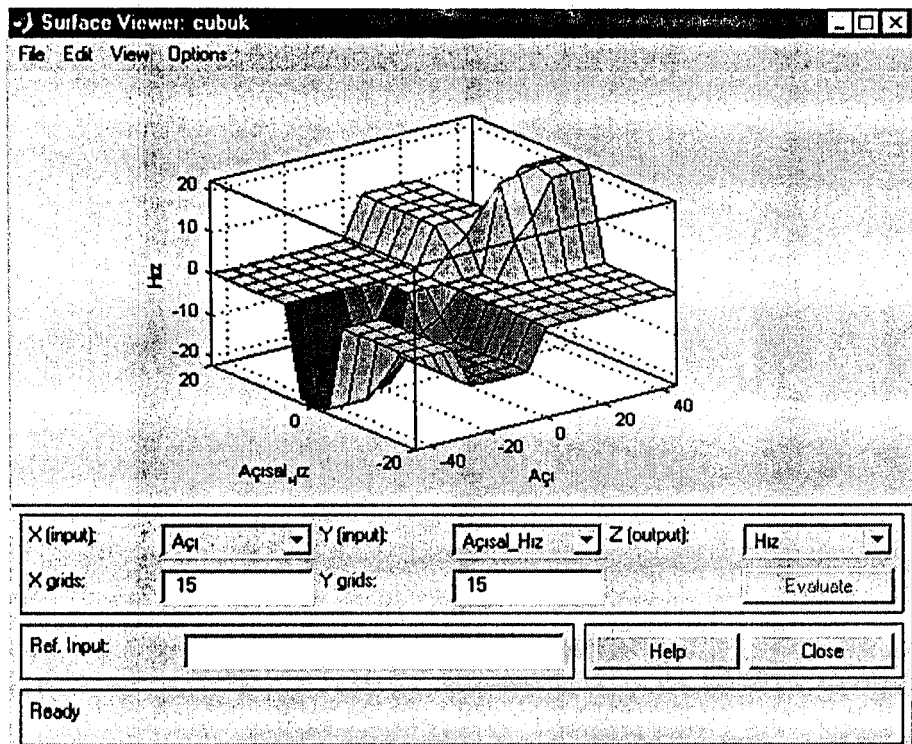 Surface Viewer: cubuk
File Edit View Options
20
10
0
-10
-20
Hız
20
0
-20
Açısal_Hız
-40
-20
0
20
40
Açı
X (input): Açı Y (input): Açısal_Hız Z (output): Hız
X grids: 15 Y grids: 15 Evaluate
Ref. Input: Help Close
Ready